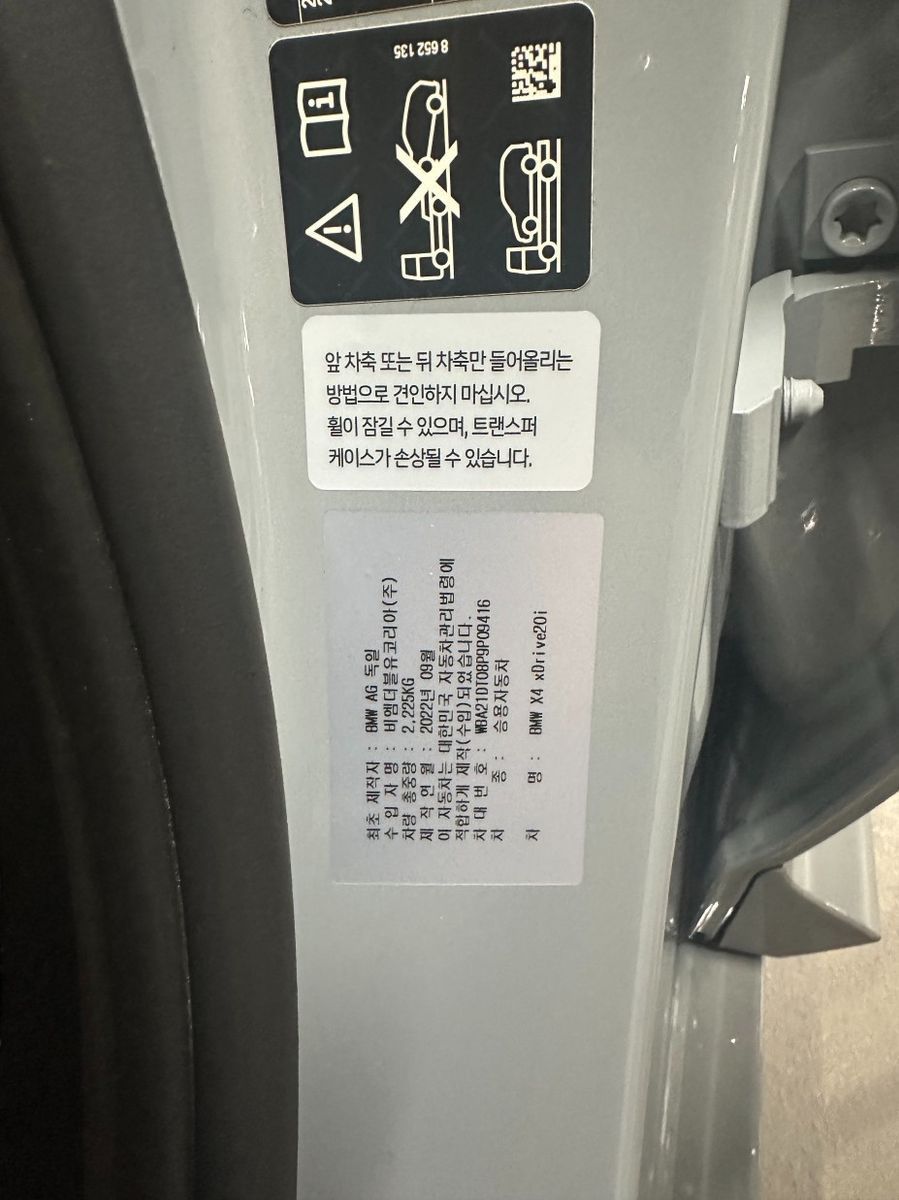 8 652 135
앞 차축 또는 뒤 차축만 들어올리는
방법으로 견인하지 마십시오.
휠이 잠길 수 있으며, 트랜스퍼
케이스가 손상될 수 있습니다.
최초 제작자 : BMW AG 독일
수 입 자 명 : 비엠더블유코리아(주)
차량 총중량 : 2,225KG
제 작 연 월 : 2022년 09월
이 자동차는 대한민국 자동차관리법령에
적합하게 제작(수입)되었습니다.
차 대 번 호 : WBA21DT08P9P09416
차 종 : 승용자동차
차 명 : BMW X4 xDrive20i